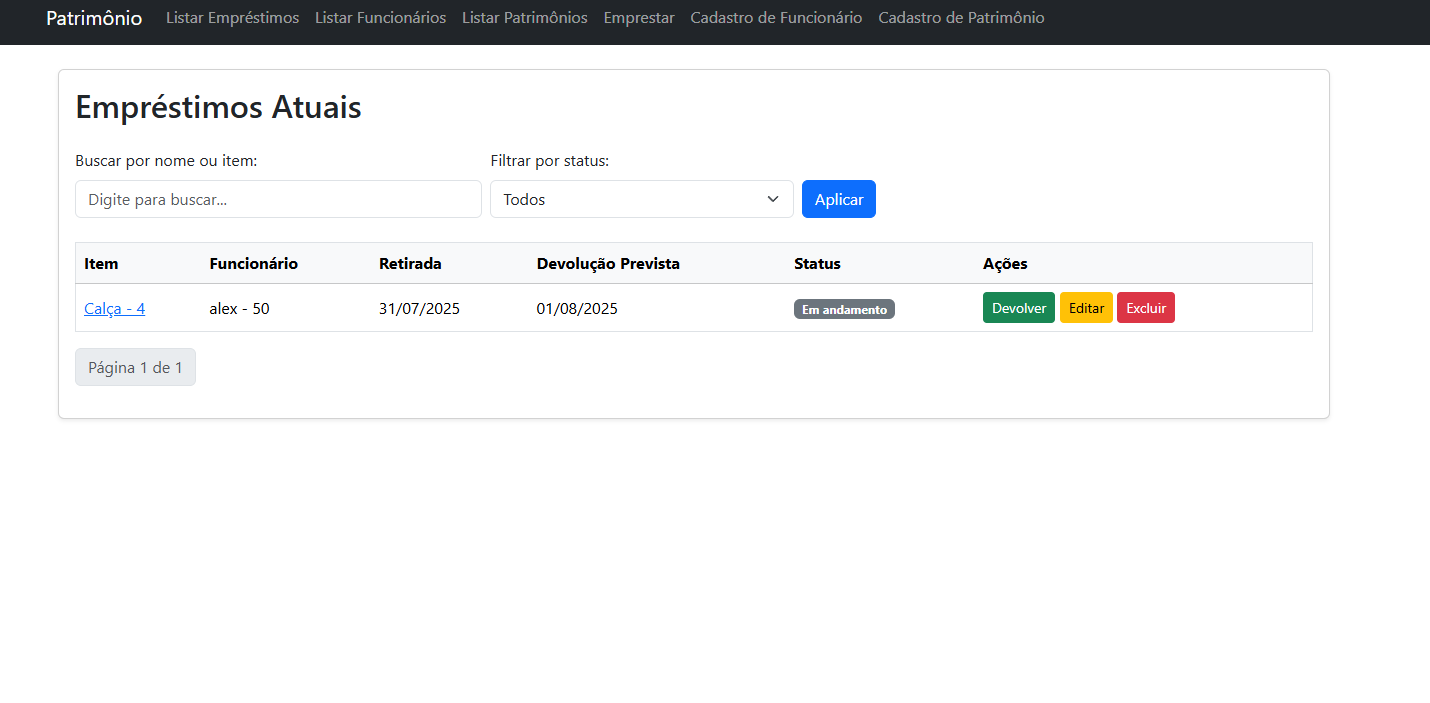 Patrimônio Listar Empréstimos Listar Funcionários Listar Patrimônios Emprestar Cadastro de Funcionário Cadastro de Patrimônio
Empréstimos Atuais
Buscar por nome ou item: Filtrar por status:
Digite para buscar... Todos Aplicar
Item Funcionário Retirada Devolução Prevista Status Ações
Calça - 4 alex - 50 31/07/2025 01/08/2025 Em andamento Devolver Editar Excluir
Página 1 de 1